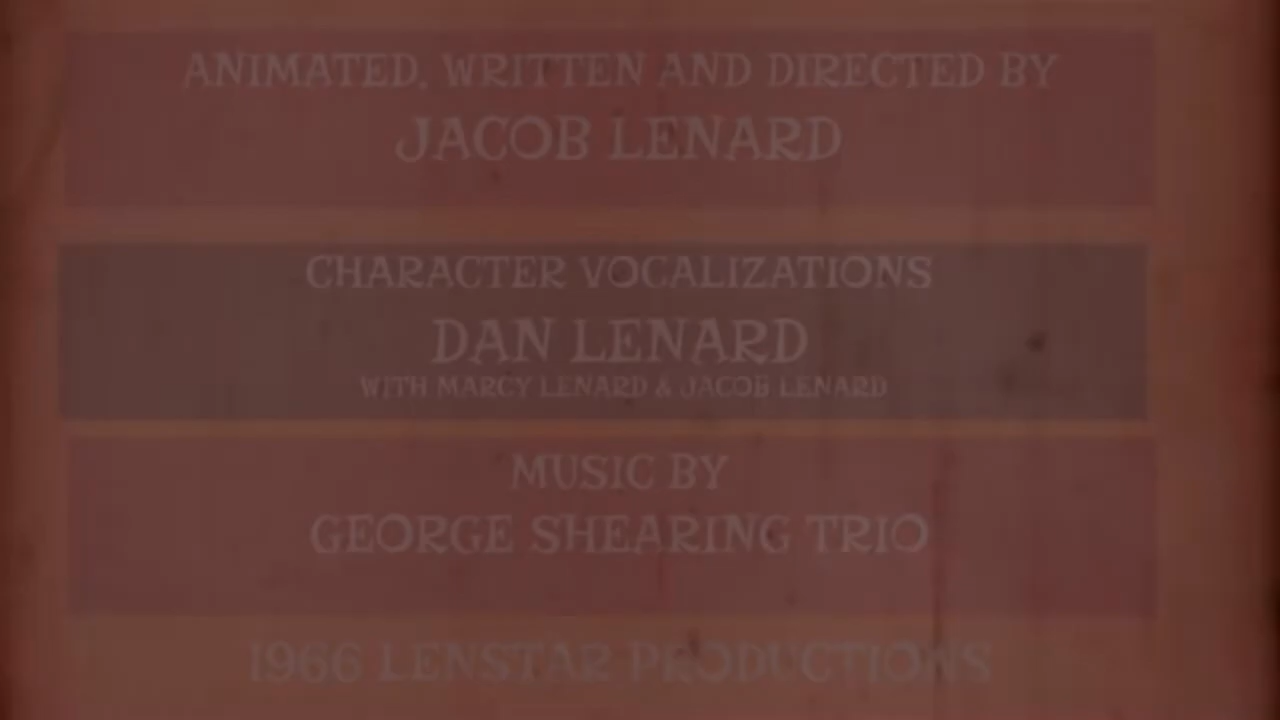 ANIMATED, WRITTEN AND DIRECTED BY
JACOB LENARD
CHARACTER VOCALIZATIONS
DAN LENARD
WITH MARCY LENARD & JACOB LENARD
MUSIC BY
GEORGE SHEARING TRIO
1966 LENSTAR PRODUCTIONS